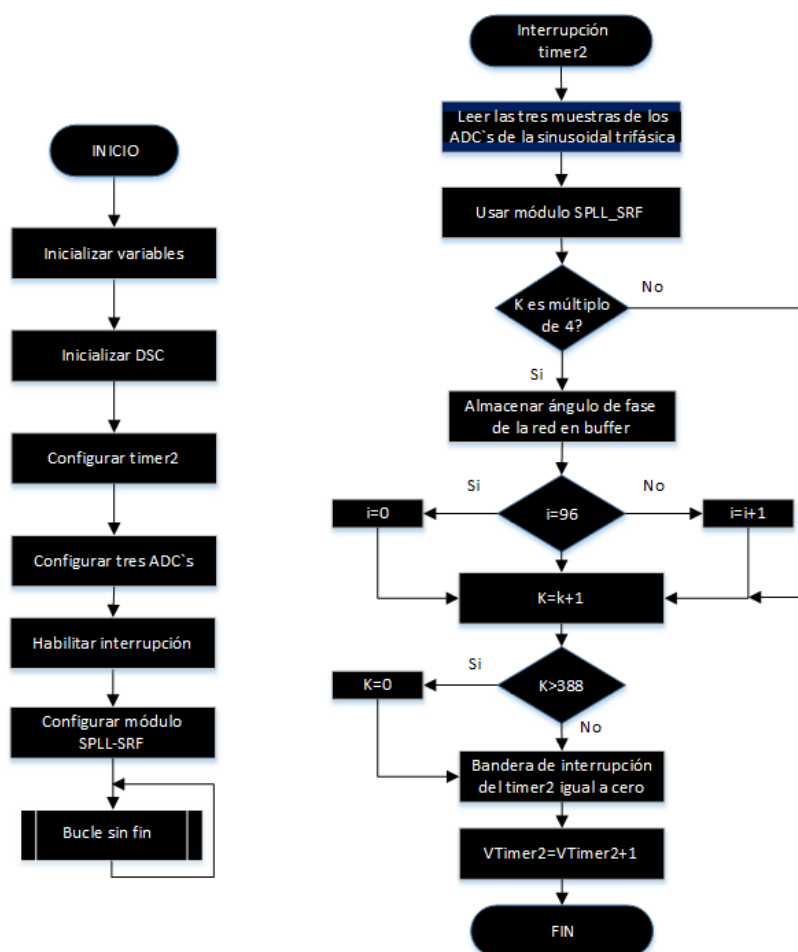 INICIO
Inicializar variables
Inicializar DSC
Configurar timer2
Configurar tres ADC`s
Habilitar interrupción
Configurar módulo
SPLL-SRF
Bucle sin fin
Interrupción
timer2
Leer las tres muestras de los
ADC`s de la sinusoidal trifásica
Usar módulo SPLL_SRF
K es múltiplo
de 4?
No
Si
Almacenar ángulo de fase
de la red en buffer
Si
No
i=0
i=96
i=i+1
K=k+1
Si
K=0
K>388
No
Bandera de interrupción
del timer2 igual a cero
VTimer2=VTimer2+1
FIN